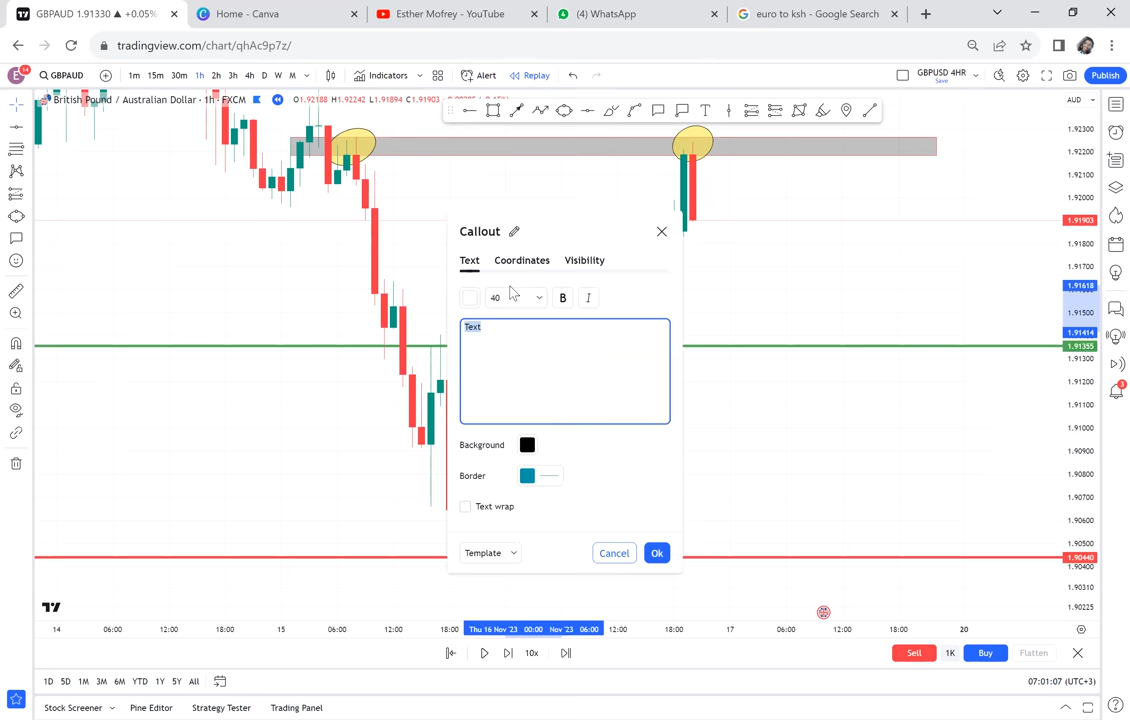 GBPAUD 1.91330 ▲ +0.05%
Home - Canva
Esther Mofrey - YouTube
(4) WhatsApp
euro to ksh - Google Search
tradingview.com/chart/qhAc9p7z/
E 14
GBPAUD
1m 15m 30m 1h 2h 3h 4h D W M
Indicators
Alert
Replay
GBPUSD 4HR
Save
Publish
British Pound / Australian Dollar · 1h · FXCM
O1.92188 H1.92242 L1.91894 C1.91903
AUD
1.92300
1.92200
1.92100
1.92000
1.91903
1.91800
1.91700
1.91618
1.91500
1.91414
1.91355
1.91300
1.91200
1.91100
1.91000
1.90900
1.90800
1.90700
1.90600
1.90500
1.90440
1.90400
1.90310
1.90225
Callout
Text Coordinates Visibility
40 B I
Text
Background
Border
Text wrap
Template
Cancel
Ok
3
14 06:00 12:00 18:00 15 06:00 12:00 18:00 Thu 16 Nov '23 00:00 Nov '23 06:00 12:00 18:00 17 06:00 12:00 18:00 20
10x
Sell 1K Buy Flatten
1D 5D 1M 3M 6M YTD 1Y 5Y All
07:01:07 (UTC+3)
Stock Screener Pine Editor Strategy Tester Trading Panel